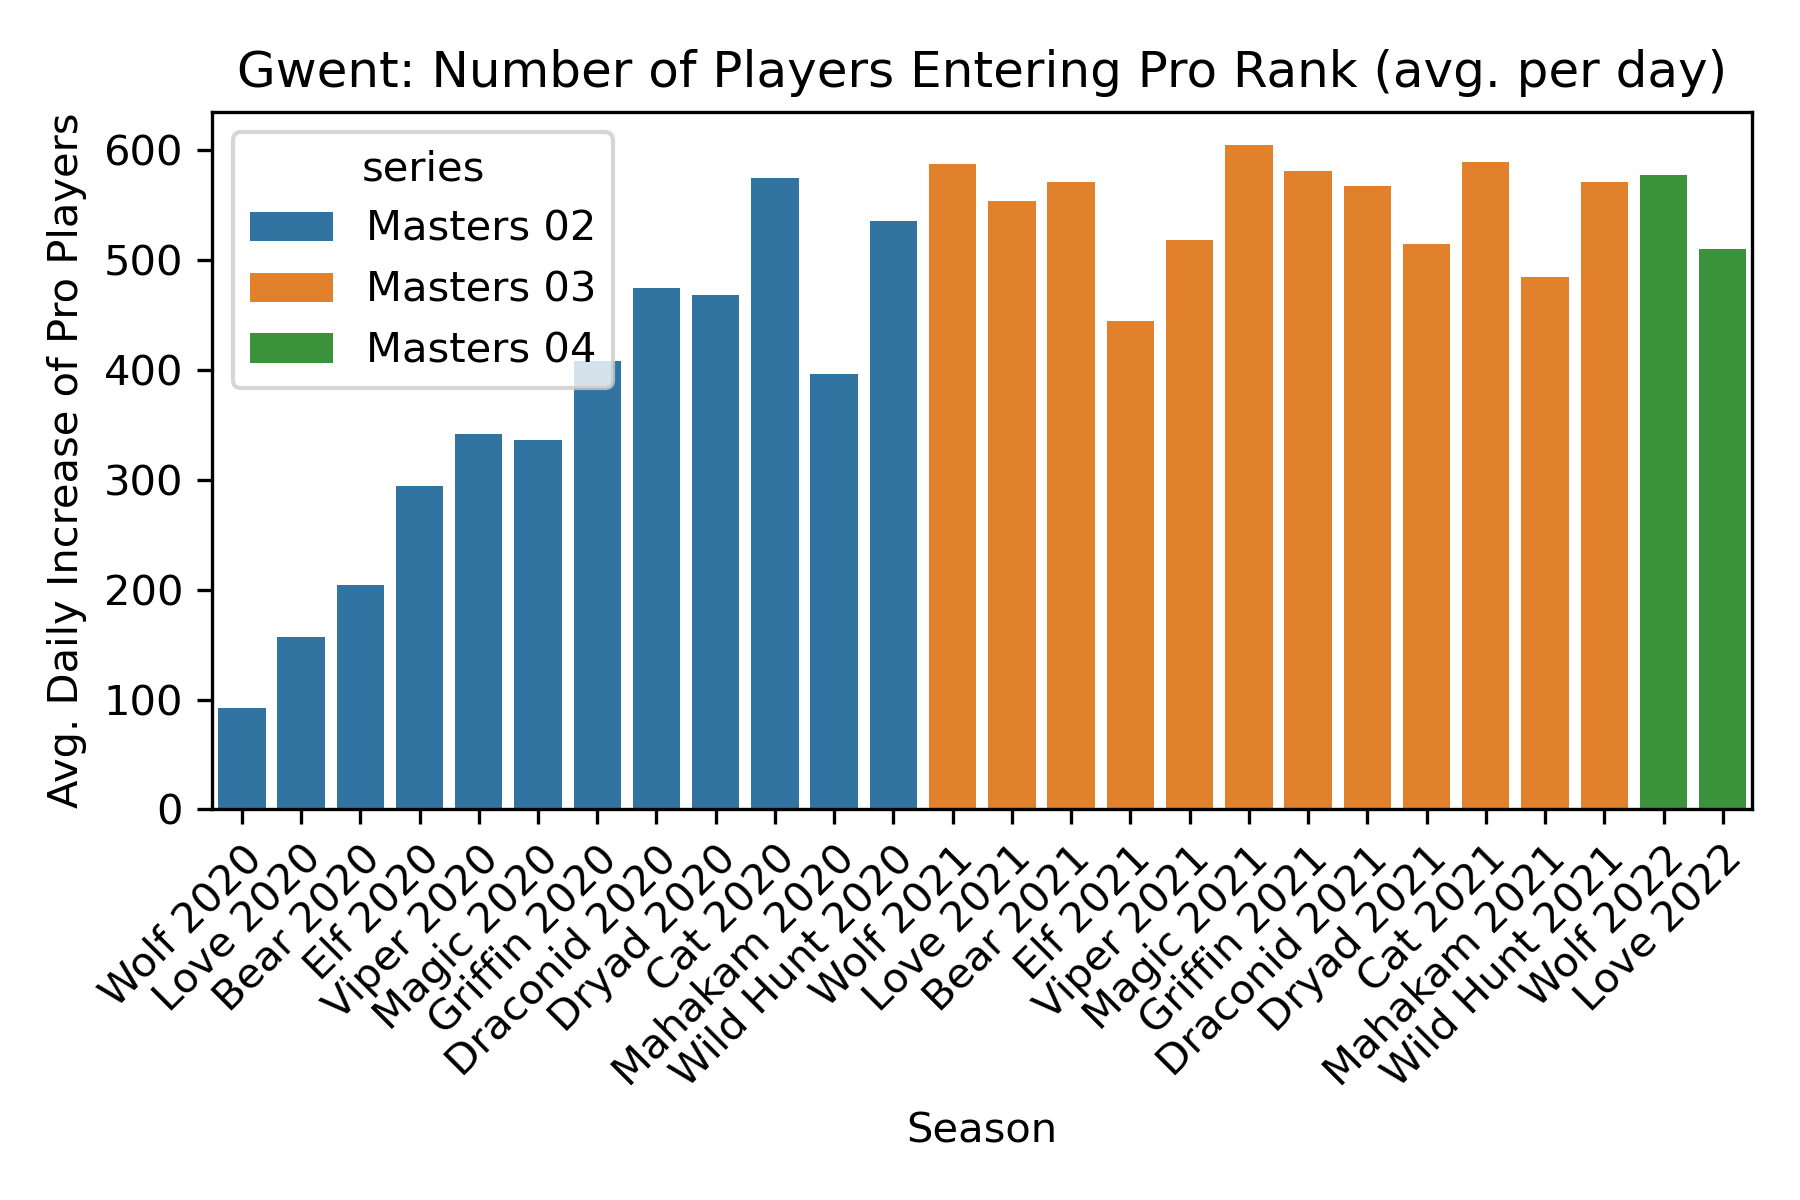 Gwent: Number of Players Entering Pro Rank (avg. per day)
Avg. Daily Increase of Pro Players
600
500
400
300
200
100
0
series
Masters 02
Masters 03
Masters 04
Wolf 2020
Love 2020
Bear 2020
Elf 2020
Viper 2020
Magic 2020
Griffin 2020
Draconid 2020
Dryad 2020
Cat 2020
Mahakam 2020
Wild Hunt 2020
Wolf 2021
Love 2021
Bear 2021
Elf 2021
Viper 2021
Magic 2021
Griffin 2021
Draconid 2021
Dryad 2021
Cat 2021
Mahakam 2021
Wild Hunt 2021
Wolf 2022
Love 2022
Season